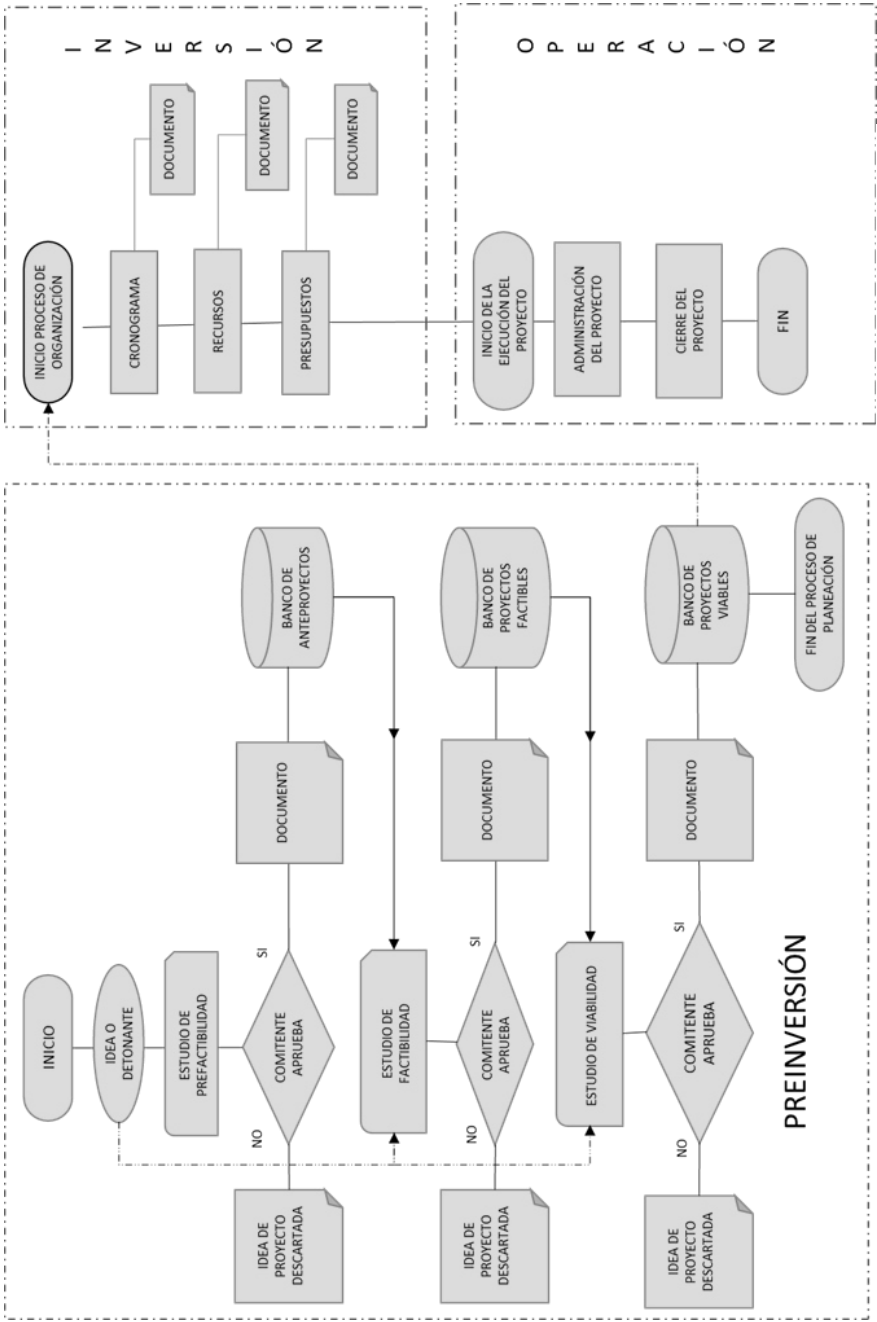 INICIO
IDEA O
DETONANTE
ESTUDIO DE
PREFACTIBILIDAD
COMITENTE
APRUEBA
NO
SI
IDEA DE
PROYECTO
DESCARTADA
DOCUMENTO
BANCO DE
ANTEPROYECTOS
ESTUDIO DE
FACTIBILIDAD
COMITENTE
APRUEBA
NO
SI
IDEA DE
PROYECTO
DESCARTADA
DOCUMENTO
BANCO DE
PROYECTOS
FACTIBLES
ESTUDIO DE VIABILIDAD
COMITENTE
APRUEBA
NO
SI
IDEA DE
PROYECTO
DESCARTADA
DOCUMENTO
BANCO DE
PROYECTOS
VIABLES
FIN DEL PROCESO DE
PLANEACIÓN
PREINVERSIÓN
INICIO PROCESO DE
ORGANIZACIÓN
CRONOGRAMA
DOCUMENTO
RECURSOS
DOCUMENTO
PRESUPUESTOS
DOCUMENTO
INVERSIÓN
INICIO DE LA
EJECUCIÓN DEL
PROYECTO
ADMINISTRACIÓN
DEL PROYECTO
CIERRE DEL
PROYECTO
FIN
OPERACIÓN